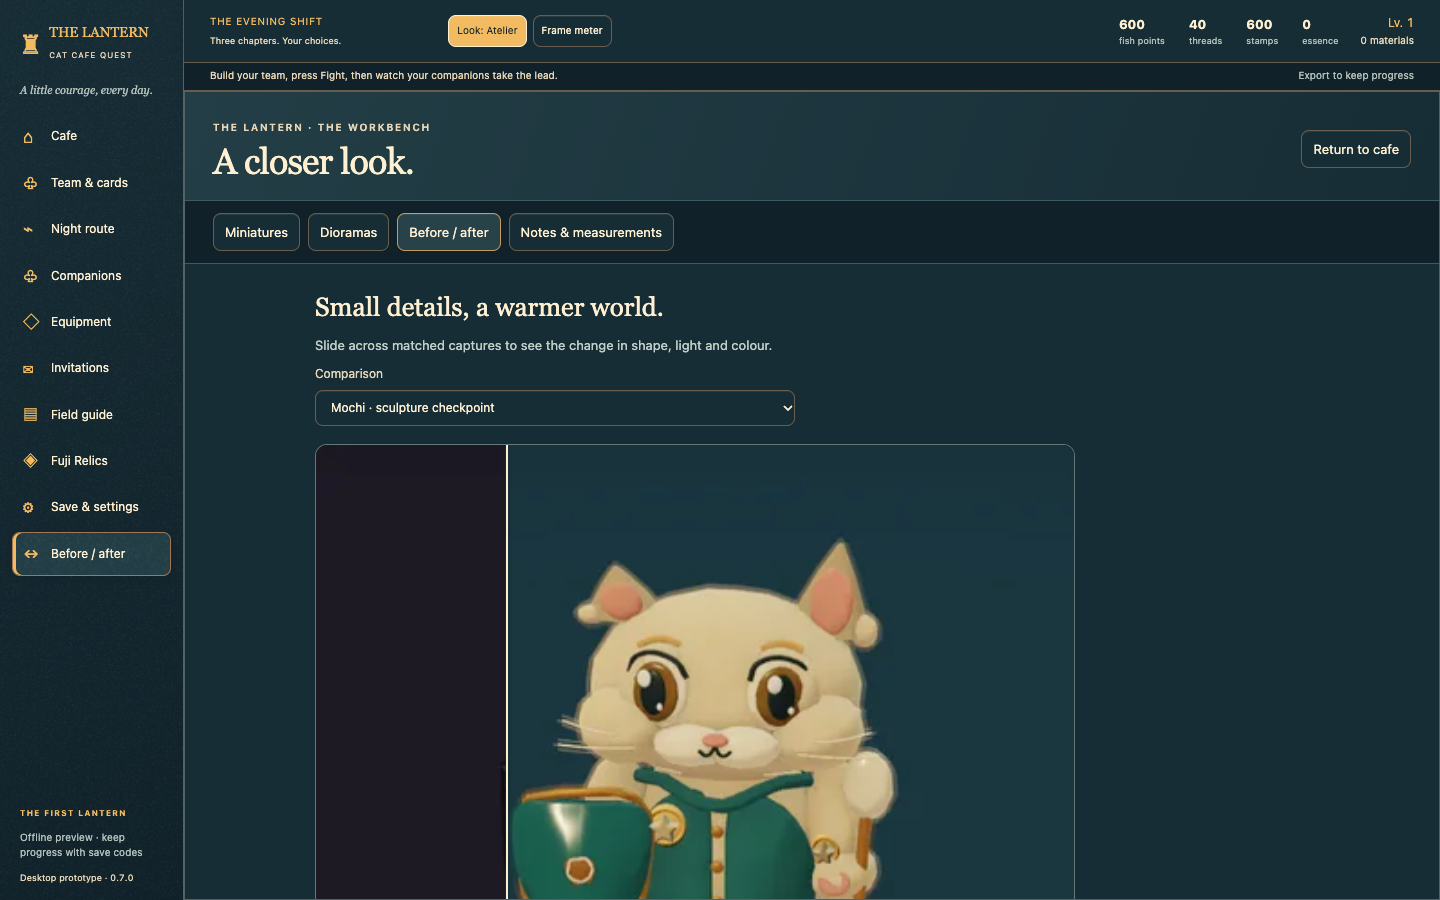 THE LANTERN
CAT CAFE QUEST
A little courage, every day.
Cafe
Team & cards
Night route
Companions
Equipment
Invitations
Field guide
Fuji Relics
Save & settings
Before / after
THE FIRST LANTERN
Offline preview · keep
progress with save codes
Desktop prototype · 0.7.0
THE EVENING SHIFT
Three chapters. Your choices.
Look: Atelier
Frame meter
600
fish points
40
threads
600
stamps
0
essence
Lv. 1
0 materials
Build your team, press Fight, then watch your companions take the lead.
Export to keep progress
THE LANTERN · THE WORKBENCH
A closer look.
Return to cafe
Miniatures
Dioramas
Before / after
Notes & measurements
Small details, a warmer world.
Slide across matched captures to see the change in shape, light and colour.
Comparison
Mochi · sculpture checkpoint